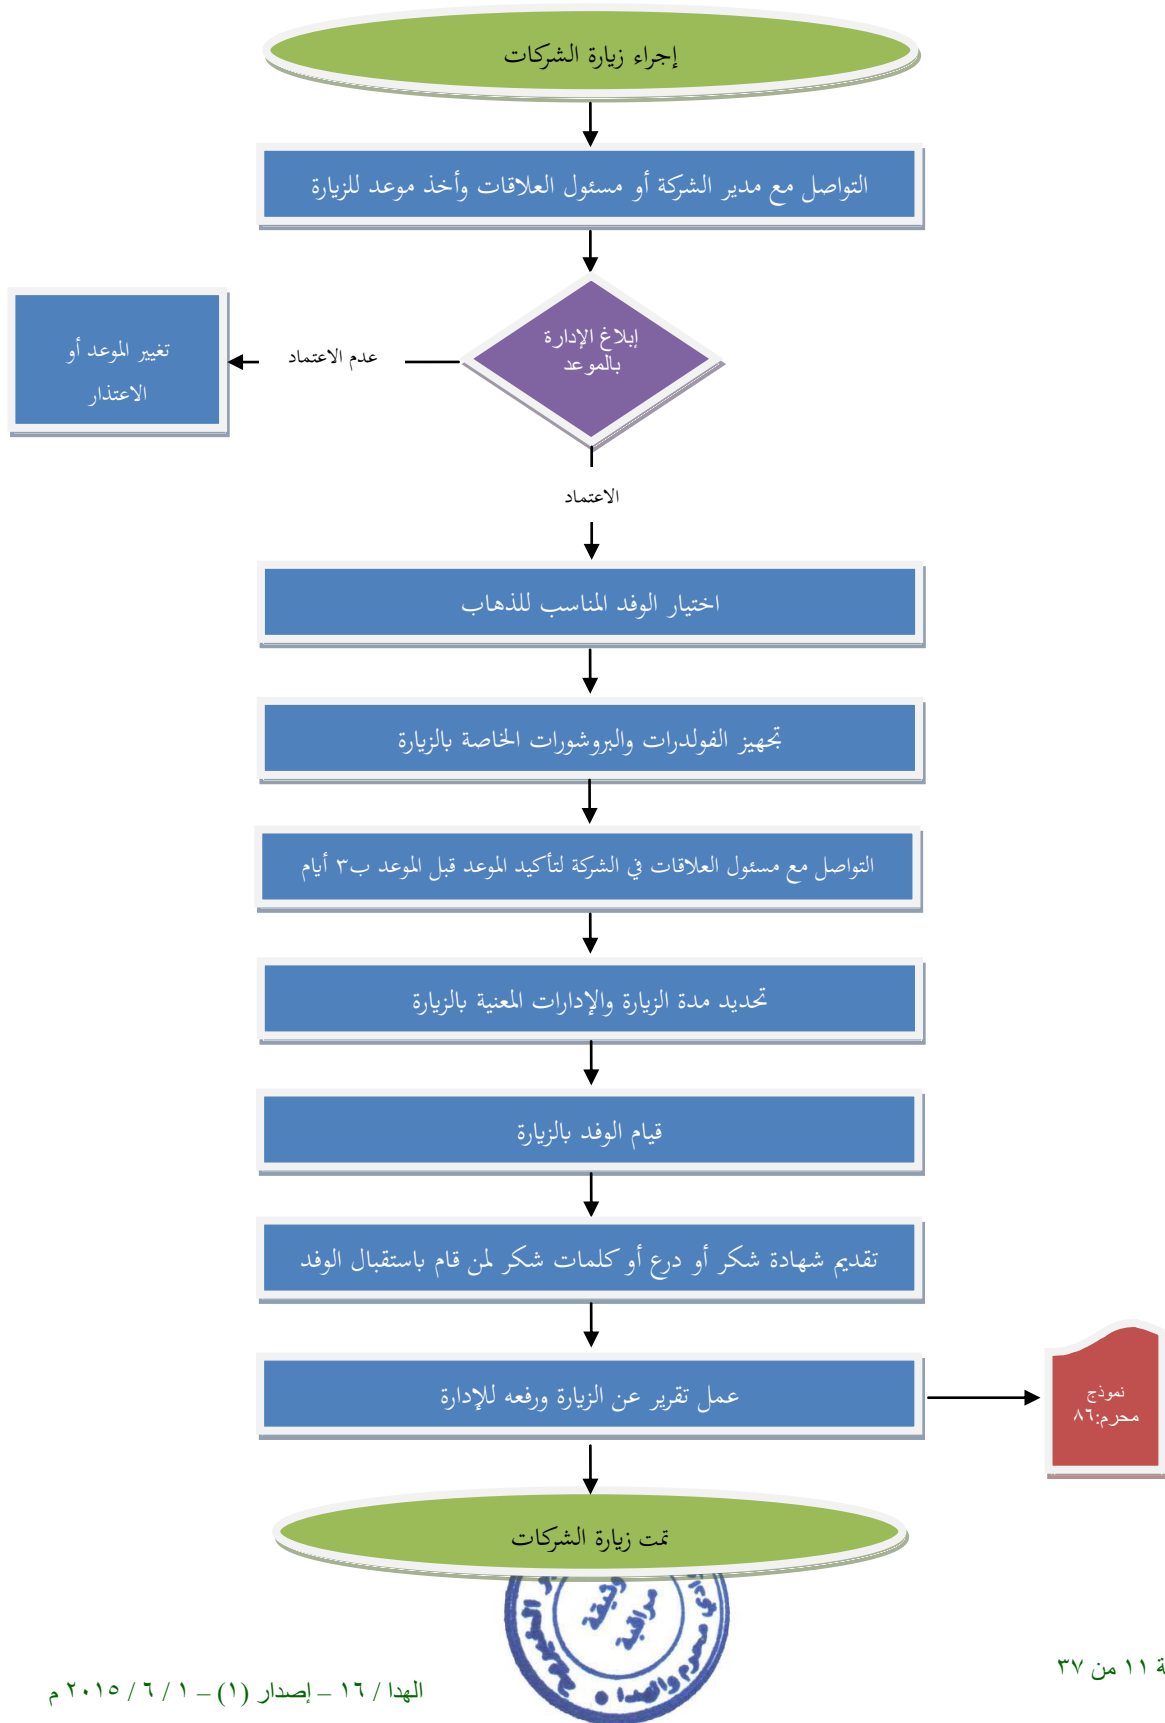 إجراء زيارة الشركات
التواصل مع مدير الشركة أو مسئول العلاقات وأخذ موعد للزيارة
إبلاغ الإدارة
بالموعد
عدم الاعتماد
تغيير الموعد أو
الاعتذار
الاعتماد
اختيار الوفد المناسب للذهاب
تجهيز الفولدرات والبروشورات الخاصة بالزيارة
التواصل مع مسئول العلاقات في الشركة لتأكيد الموعد قبل الموعد ب٣ أيام
تحديد مدة الزيارة والإدارات المعنية بالزيارة
قيام الوفد بالزيارة
تقديم شهادة شكر أو درع أو كلمات شكر لمن قام باستقبال الوفد
عمل تقرير عن الزيارة ورفعه للإدارة
نموذج
محرم:٨٦
تمت زيارة الشركات
وثيقة
مراقبة
محرم والهدا
١١ من ٣٧
الهدا / ١٦ – إصدار (١) – ١ / ٦ / ٢٠١٥ م